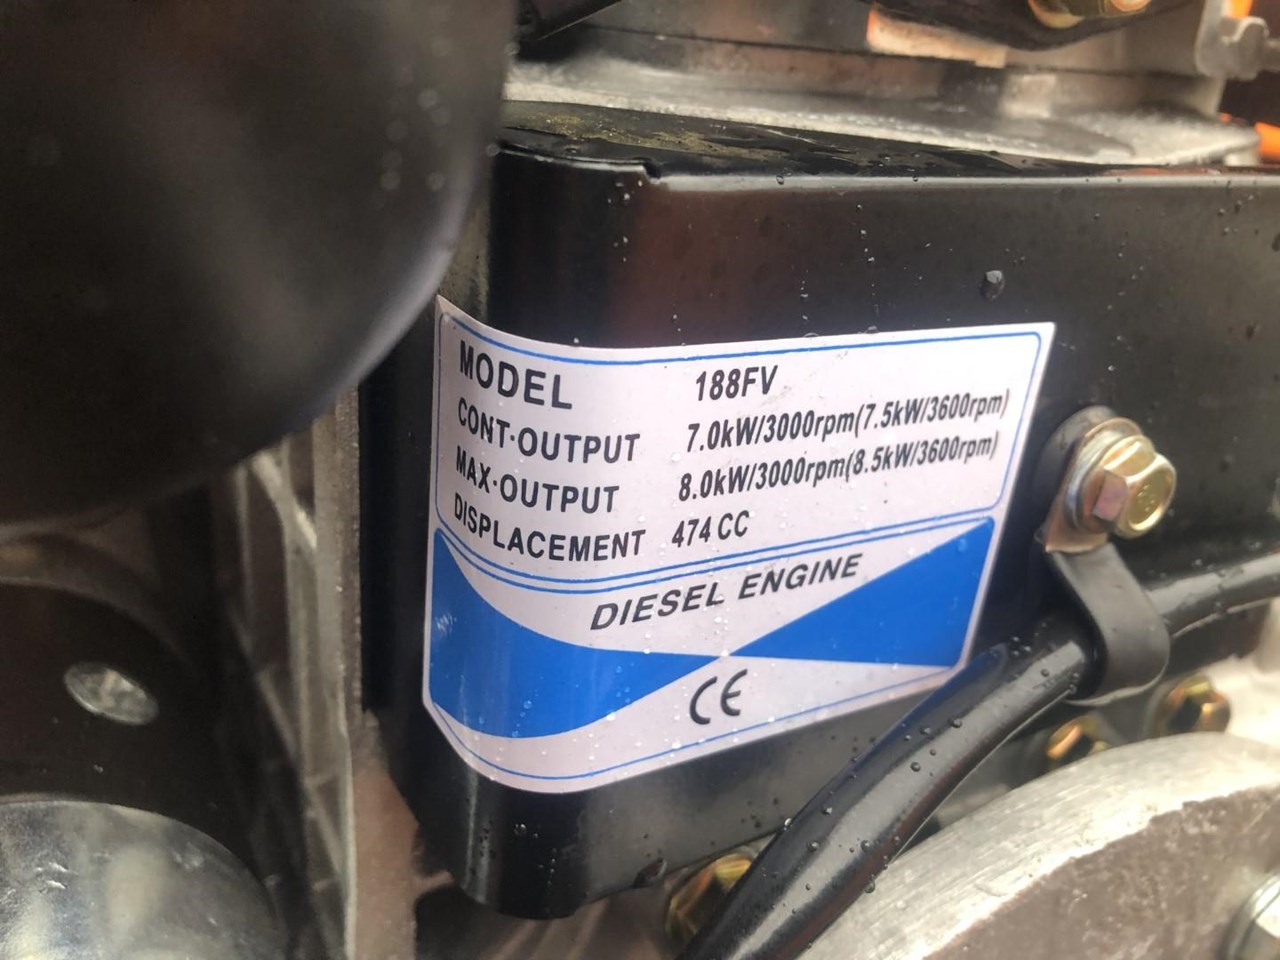 MODEL 188FV
CONT·OUTPUT 7.0kW/3000rpm(7.5kW/3600rpm)
MAX·OUTPUT 8.0kW/3000rpm(8.5kW/3600rpm)
DISPLACEMENT 474 CC
DIESEL ENGINE
CE